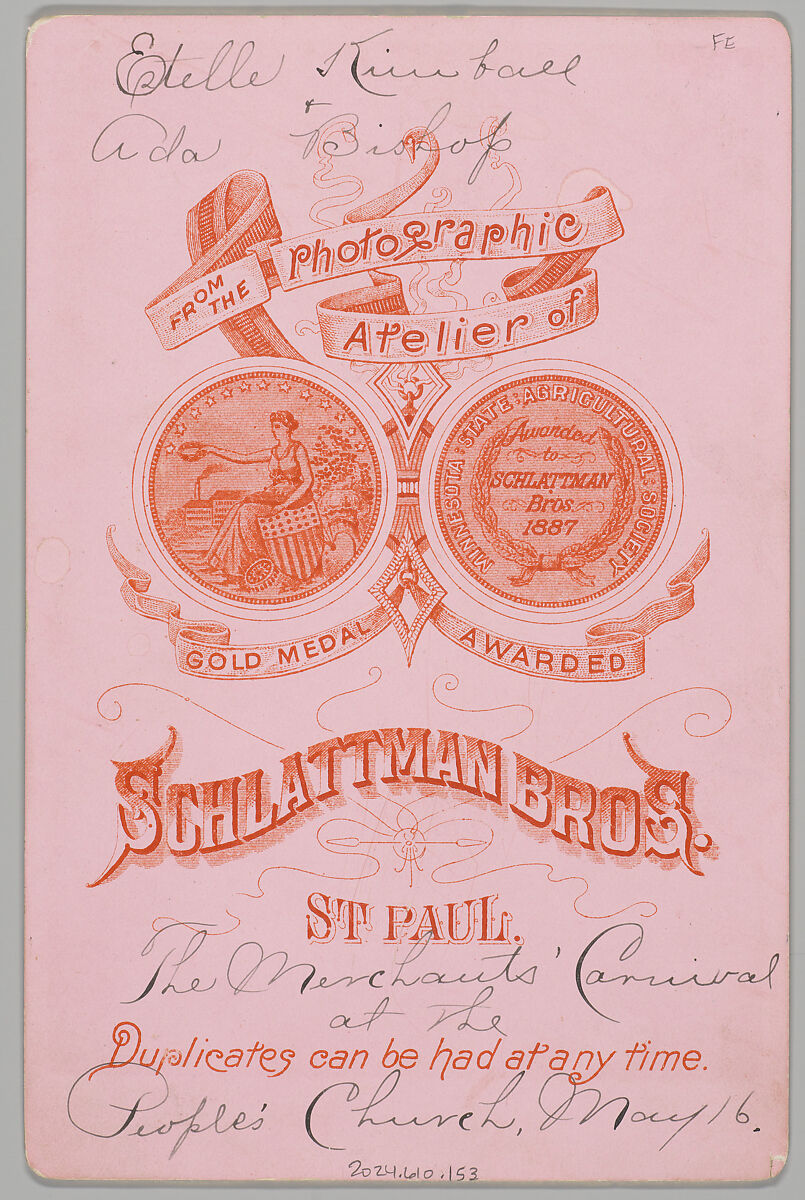 Estelle Kimball
FE
+
Ada Bishop
FROM
THE
Photographic
Atelier of
MINNESOTA STATE AGRICULTURAL SOCIETY
Awarded
to
SCHLATTMAN
Bros.
1887
GOLD MEDAL AWARDED
SCHLATTMAN BROS.
ST PAUL.
The Merchants' Carnival
at the
Duplicates can be had at any time.
People's Church, May 16.
2024.610.153